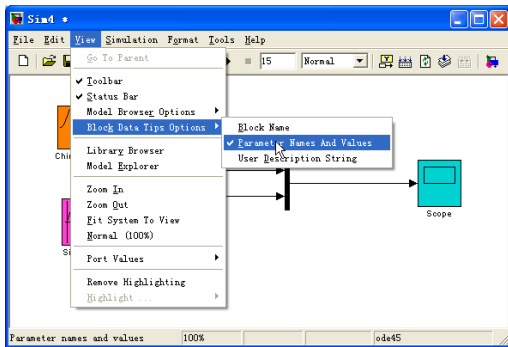 Sim4 *
File Edit View Simulation Format Tools Help
15 Normal
Go To Parent
Toolbar
Status Bar
Model Browser Options
Block Data Tips Options
Library Browser
Model Explorer
Zoom In
Zoom Out
Fit System To View
Normal (100%)
Port Values
Remove Highlighting
Highlight ...
Block Name
Parameter Names And Values
User Description String
Chi
Si
Scope
Parameter names and values 100% ode45